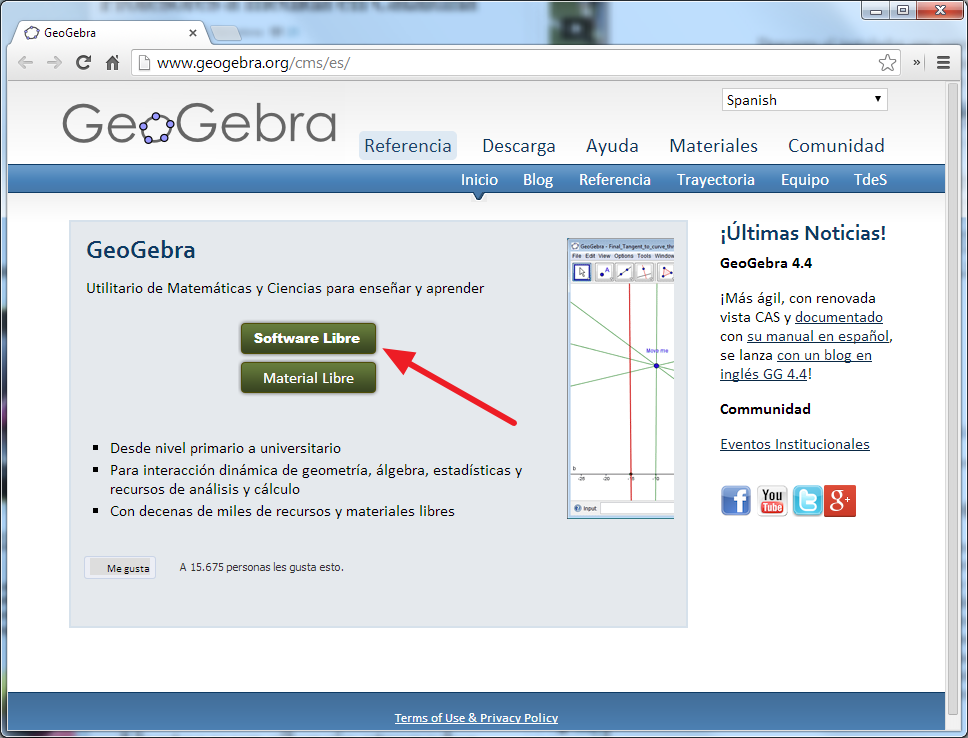 GeoGebra
www.geogebra.org/cms/es/
Spanish
GeoGebra
Referencia Descarga Ayuda Materiales Comunidad
Inicio Blog Referencia Trayectoria Equipo TdeS
GeoGebra
Utilitario de Matemáticas y Ciencias para enseñar y aprender
Software Libre
Material Libre
Desde nivel primario a universitario
Para interacción dinámica de geometría, álgebra, estadísticas y
recursos de análisis y cálculo
Con decenas de miles de recursos y materiales libres
Me gusta
A 15.675 personas les gusta esto.
GeoGebra - Final_Tangent_to_curve_th
File Edit View Options Tools Window
Move me
b
-25 -20 -15 -10
Input:
¡Últimas Noticias!
GeoGebra 4.4
¡Más ágil, con renovada
vista CAS y documentado
con su manual en español,
se lanza con un blog en
inglés GG 4.4!
Communidad
Eventos Institucionales
f
You
Tube
g+
Terms of Use & Privacy Policy